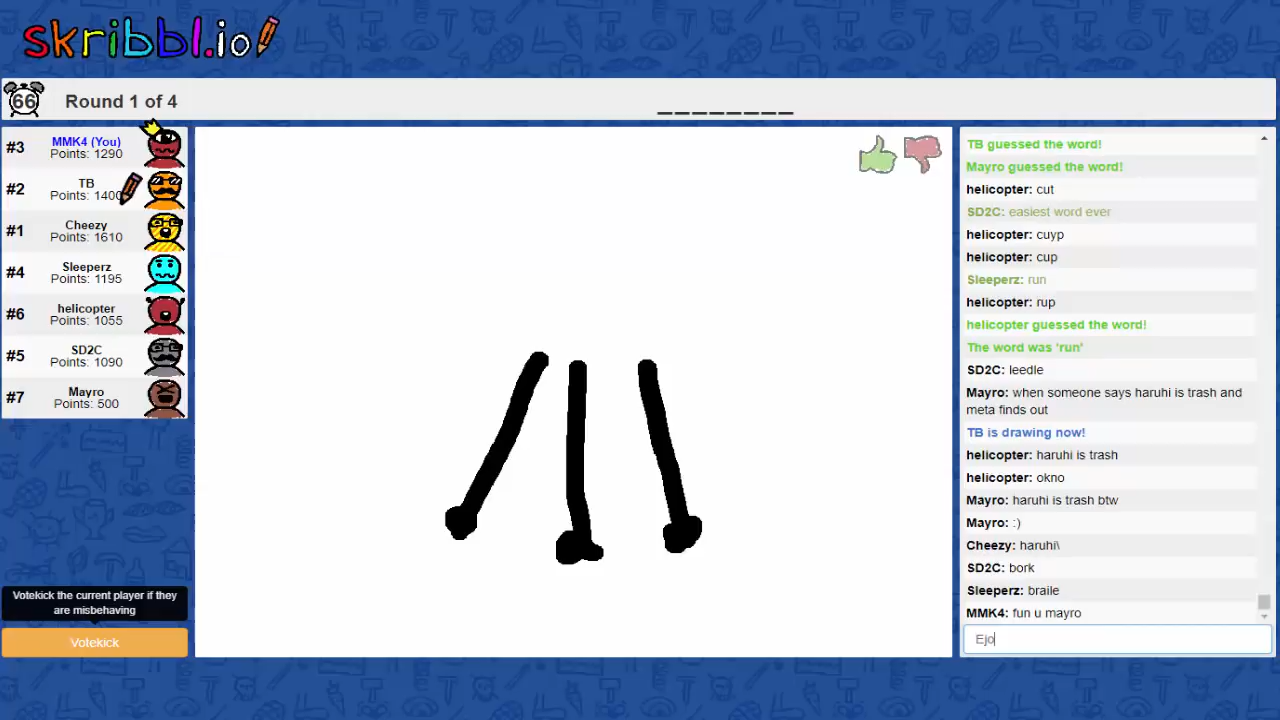 skribbl.io
66
Round 1 of 4
________
#3
MMK4 (You)
Points: 1290
#2
TB
Points: 1400
#1
Cheezy
Points: 1610
#4
Sleeperz
Points: 1195
#6
helicopter
Points: 1055
#5
SD2C
Points: 1090
#7
Mayro
Points: 500
Votekick the current player if they
are misbehaving
Votekick
TB guessed the word!
Mayro guessed the word!
helicopter: cut
SD2C: easiest word ever
helicopter: cuyp
helicopter: cup
Sleeperz: run
helicopter: rup
helicopter guessed the word!
The word was 'run'
SD2C: leedle
Mayro: when someone says haruhi is trash and
meta finds out
TB is drawing now!
helicopter: haruhi is trash
helicopter: okno
Mayro: haruhi is trash btw
Mayro: :)
Cheezy: haruhi\
SD2C: bork
Sleeperz: braile
MMK4: fun u mayro
Ejo